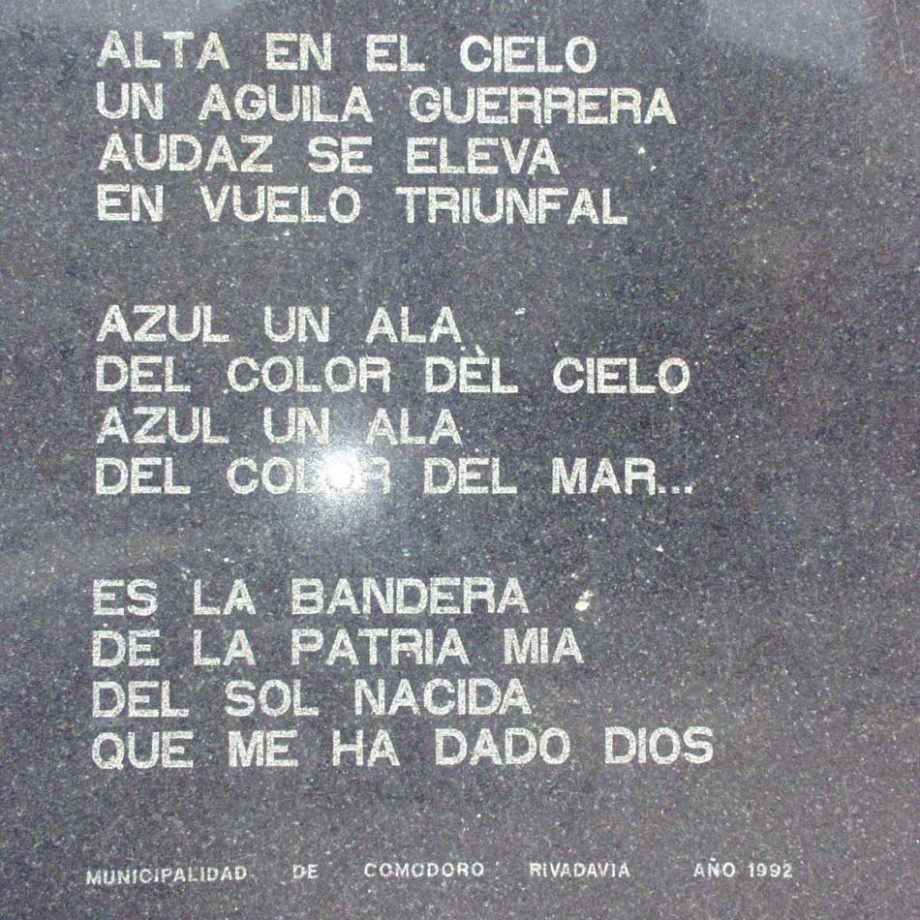 ALTA EN EL CIELO
UN AGUILA GUERRERA
AUDAZ SE ELEVA
EN VUELO TRIUNFAL
AZUL UN ALA
DEL COLOR DEL CIELO
AZUL UN ALA
DEL COLOR DEL MAR...
ES LA BANDERA
DE LA PATRIA MIA
DEL SOL NACIDA
QUE ME HA DADO DIOS
MUNICIPALIDAD DE COMODORO RIVADAVIA AÑO 1992